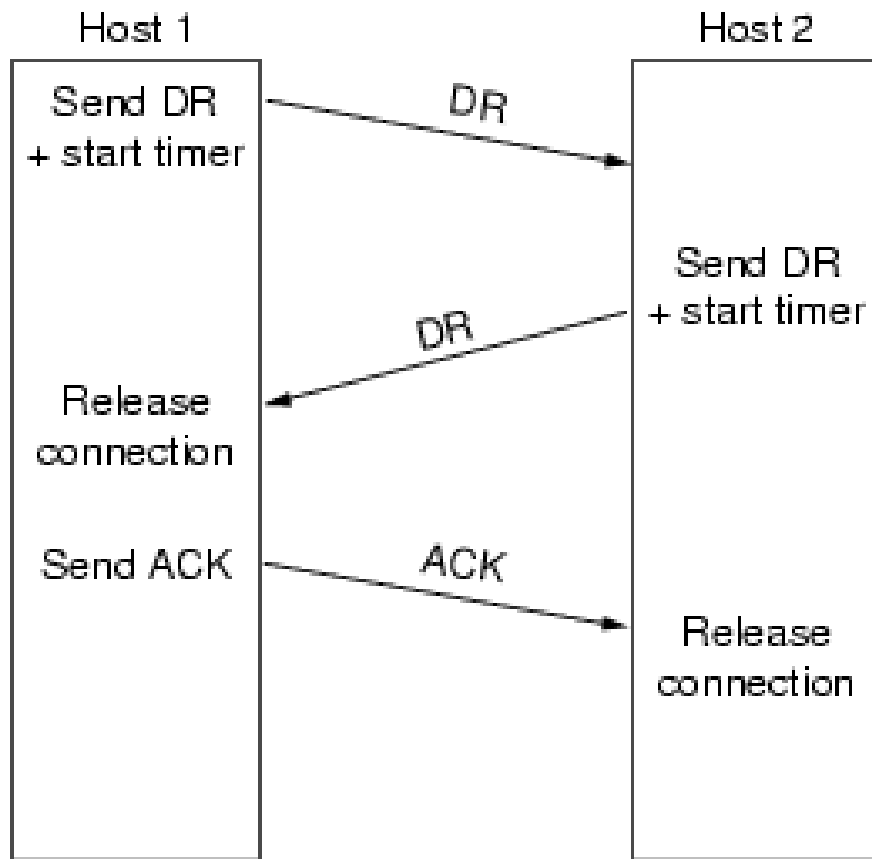 Host 1
Host 2
Send DR
+ start timer
DR
Send DR
+ start timer
DR
Release
connection
Send ACK
ACK
Release
connection